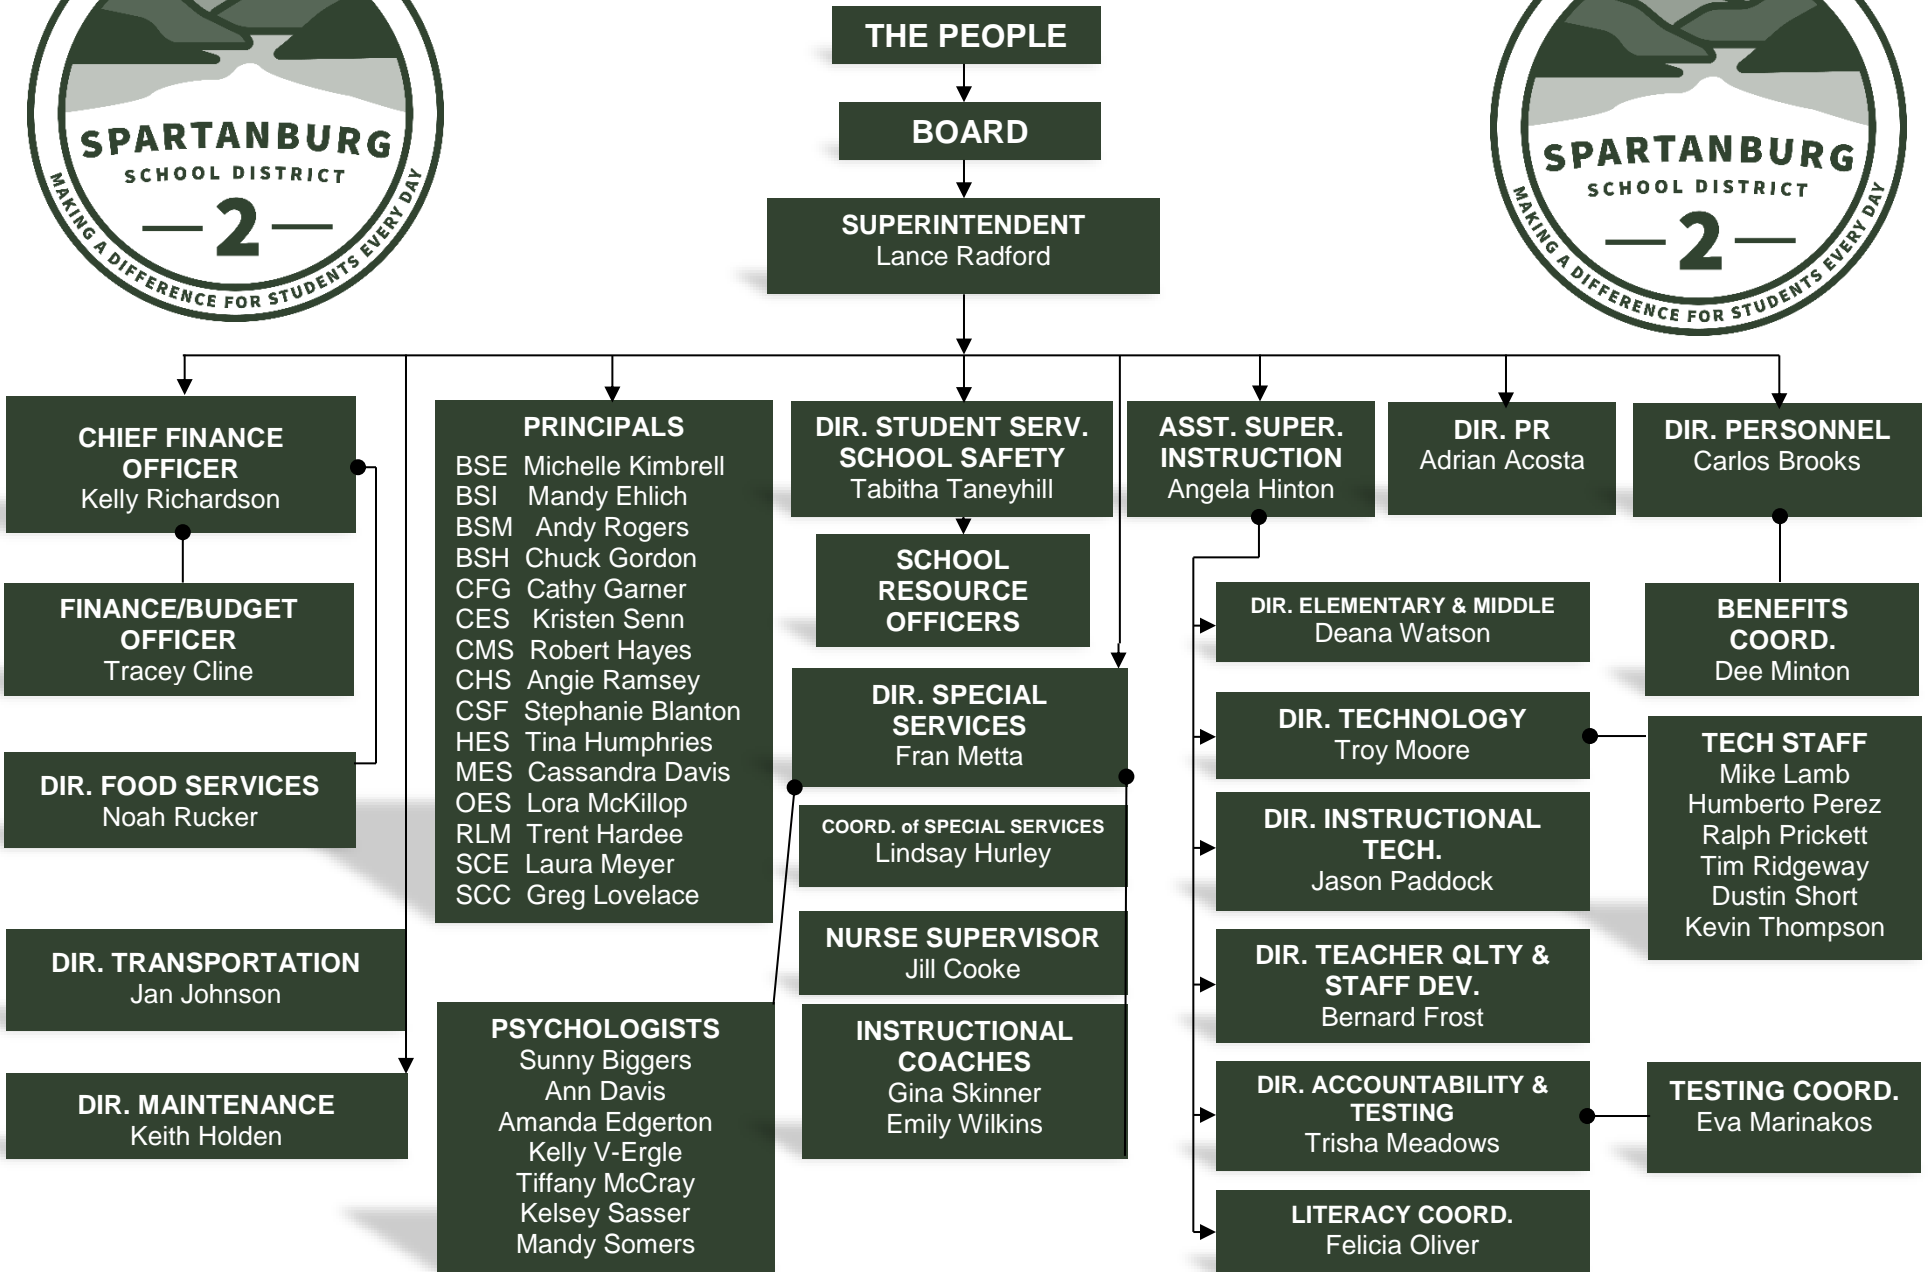 SPARTANBURG
SCHOOL DISTRICT
2
MAKING A DIFFERENCE FOR STUDENTS EVERY DAY
THE PEOPLE
BOARD
SUPERINTENDENT
Lance Radford
SPARTANBURG
SCHOOL DISTRICT
2
MAKING A DIFFERENCE FOR STUDENTS EVERY DAY
CHIEF FINANCE
OFFICER
Kelly Richardson
FINANCE/BUDGET
OFFICER
Tracey Cline
DIR. FOOD SERVICES
Noah Rucker
DIR. TRANSPORTATION
Jan Johnson
DIR. MAINTENANCE
Keith Holden
PRINCIPALS
BSE Michelle Kimbrell
BSI Mandy Ehlich
BSM Andy Rogers
BSH Chuck Gordon
CFG Cathy Garner
CES Kristen Senn
CMS Robert Hayes
CHS Angie Ramsey
CSF Stephanie Blanton
HES Tina Humphries
MES Cassandra Davis
OES Lora McKillop
RLM Trent Hardee
SCE Laura Meyer
SCC Greg Lovelace
PSYCHOLOGISTS
Sunny Biggers
Ann Davis
Amanda Edgerton
Kelly V-Ergle
Tiffany McCray
Kelsey Sasser
Mandy Somers
DIR. STUDENT SERV.
SCHOOL SAFETY
Tabitha Taneyhill
SCHOOL
RESOURCE
OFFICERS
DIR. SPECIAL
SERVICES
Fran Metta
COORD. of SPECIAL SERVICES
Lindsay Hurley
NURSE SUPERVISOR
Jill Cooke
INSTRUCTIONAL
COACHES
Gina Skinner
Emily Wilkins
ASST. SUPER.
INSTRUCTION
Angela Hinton
DIR. ELEMENTARY & MIDDLE
Deana Watson
DIR. TECHNOLOGY
Troy Moore
DIR. INSTRUCTIONAL
TECH.
Jason Paddock
DIR. TEACHER QLTY &
STAFF DEV.
Bernard Frost
DIR. ACCOUNTABILITY &
TESTING
Trisha Meadows
LITERACY COORD.
Felicia Oliver
DIR. PR
Adrian Acosta
DIR. PERSONNEL
Carlos Brooks
BENEFITS
COORD.
Dee Minton
TECH STAFF
Mike Lamb
Humberto Perez
Ralph Prickett
Tim Ridgeway
Dustin Short
Kevin Thompson
TESTING COORD.
Eva Marinakos